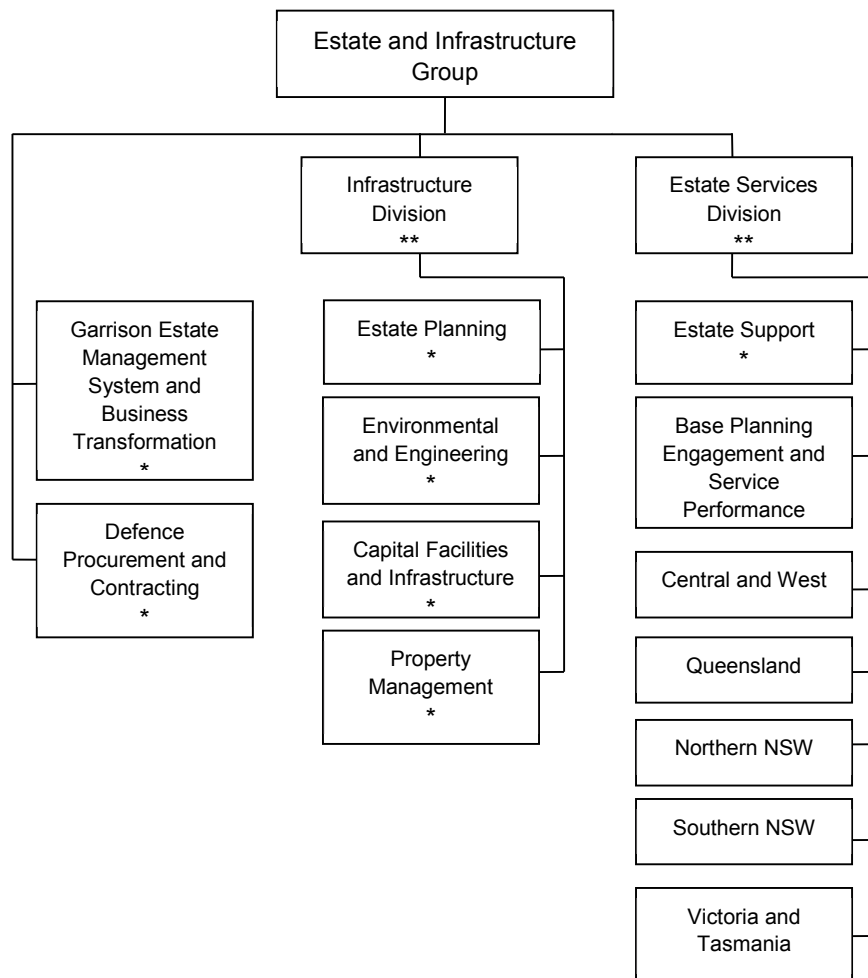 Estate and Infrastructure
Group
Infrastructure
Division
**
Estate Services
Division
**
Garrison Estate
Management
System and
Business
Transformation
*
Defence
Procurement and
Contracting
*
Estate Planning
*
Environmental
and Engineering
*
Capital Facilities
and Infrastructure
*
Property
Management
*
Estate Support
*
Base Planning
Engagement and
Service
Performance
Central and West
Queensland
Northern NSW
Southern NSW
Victoria and
Tasmania